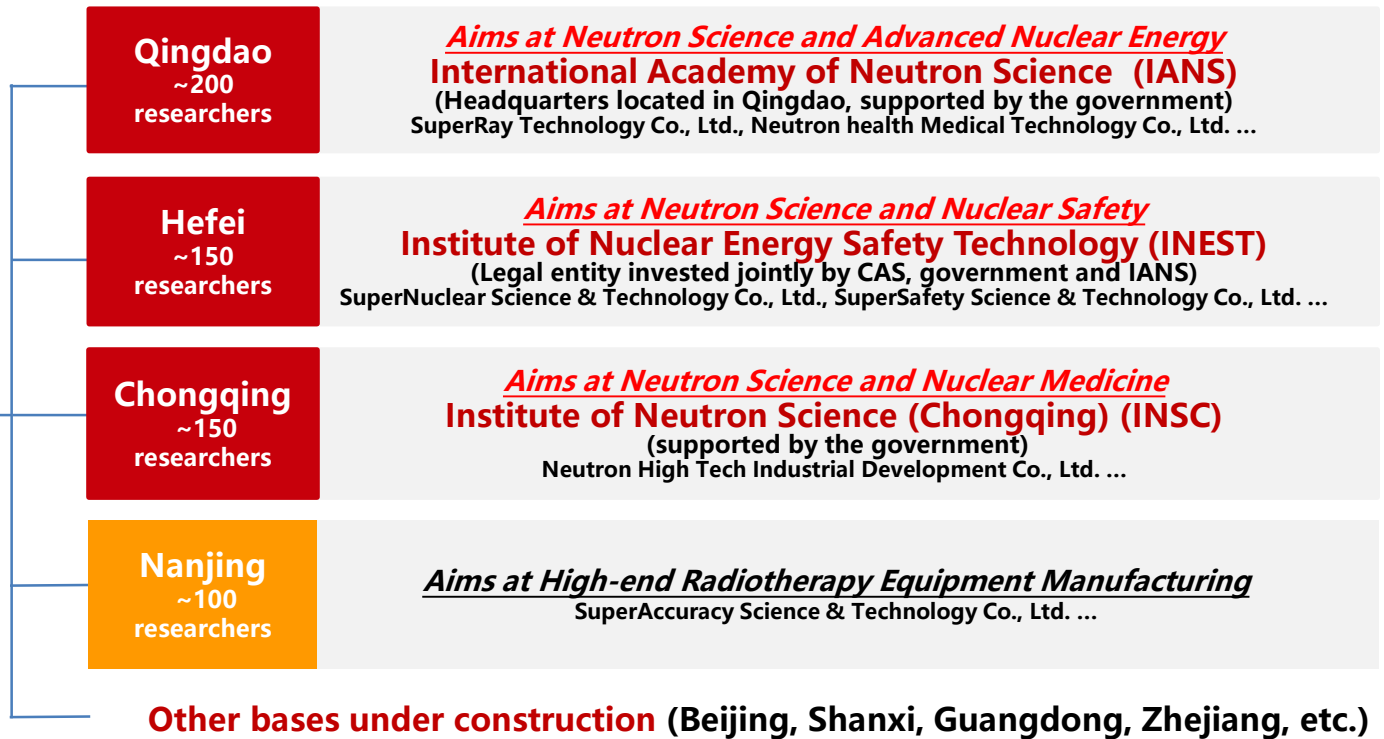 Qingdao
~200
researchers
Aims at Neutron Science and Advanced Nuclear Energy
International Academy of Neutron Science (IANS)
(Headquarters located in Qingdao, supported by the government)
SuperRay Technology Co., Ltd., Neutron health Medical Technology Co., Ltd. …
Hefei
~150
researchers
Aims at Neutron Science and Nuclear Safety
Institute of Nuclear Energy Safety Technology (INEST)
(Legal entity invested jointly by CAS, government and IANS)
SuperNuclear Science & Technology Co., Ltd., SuperSafety Science & Technology Co., Ltd. …
Chongqing
~150
researchers
Aims at Neutron Science and Nuclear Medicine
Institute of Neutron Science (Chongqing) (INSC)
(supported by the government)
Neutron High Tech Industrial Development Co., Ltd. …
Nanjing
~100
researchers
Aims at High-end Radiotherapy Equipment Manufacturing
SuperAccuracy Science & Technology Co., Ltd. …
Other bases under construction (Beijing, Shanxi, Guangdong, Zhejiang, etc.)